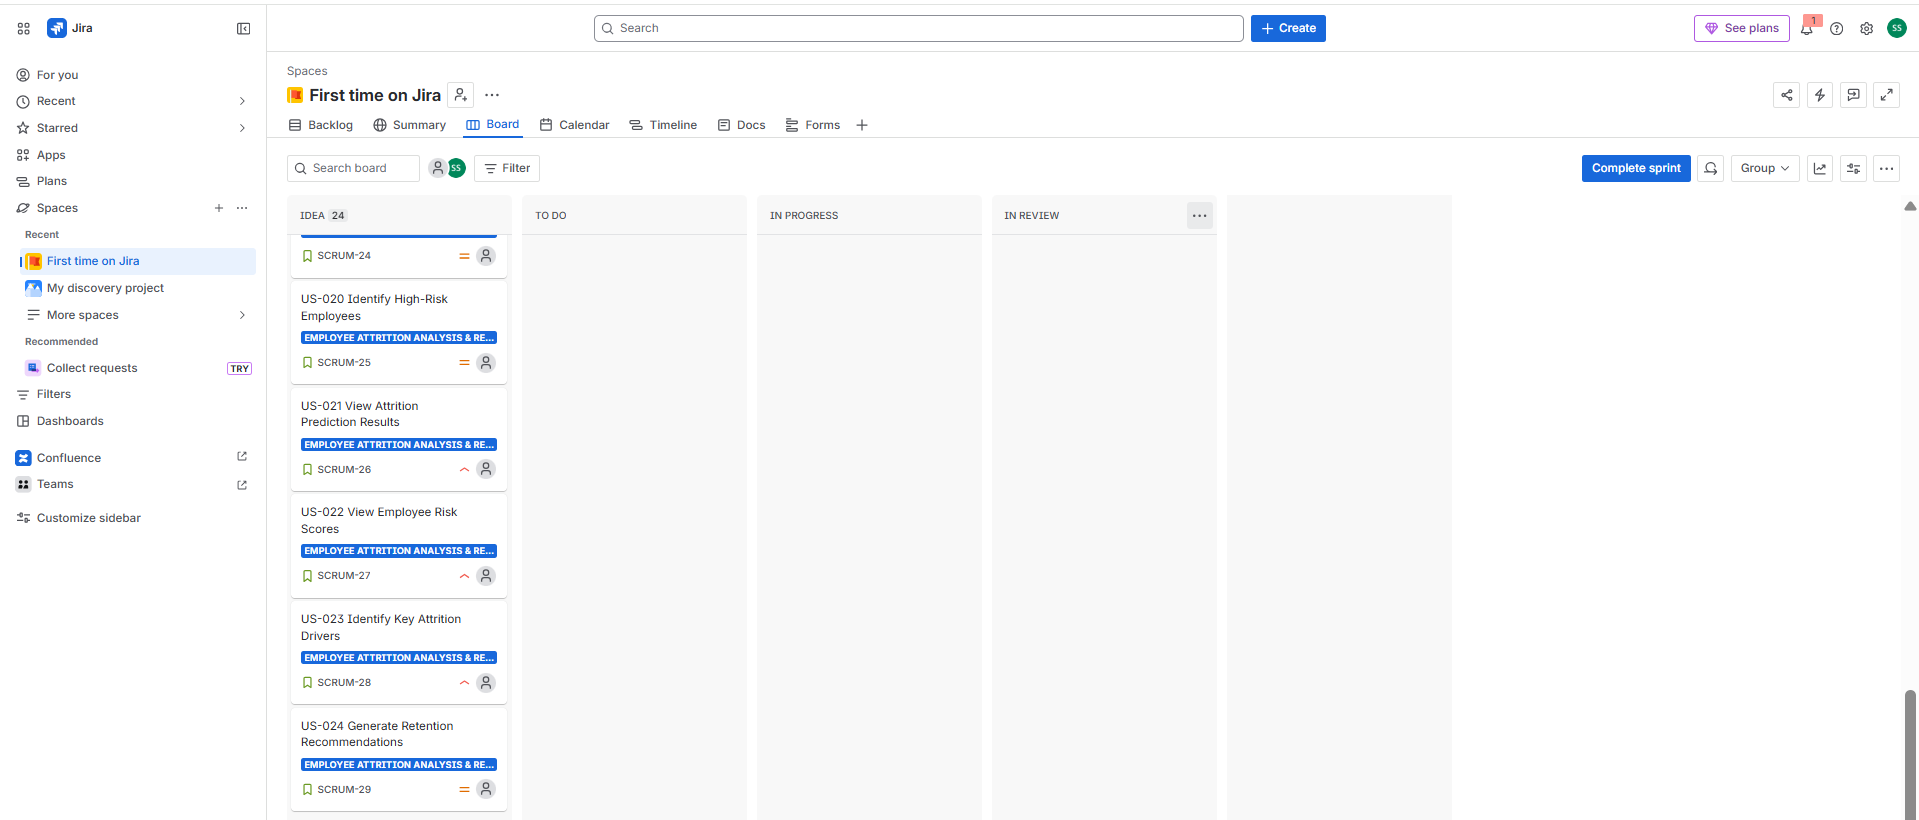 Jira
Search
Create
See plans
1
SS
For you
Recent
Starred
Apps
Plans
Spaces
Recent
First time on Jira
My discovery project
More spaces
Recommended
Collect requests
TRY
Filters
Dashboards
Confluence
Teams
Customize sidebar
Spaces
First time on Jira
Backlog
Summary
Board
Calendar
Timeline
Docs
Forms
Search board
SS
Filter
Complete sprint
Group
IDEA 24
TO DO
IN PROGRESS
IN REVIEW
SCRUM-24
US-020 Identify High-Risk
Employees
EMPLOYEE ATTRITION ANALYSIS & RE...
SCRUM-25
US-021 View Attrition
Prediction Results
EMPLOYEE ATTRITION ANALYSIS & RE...
SCRUM-26
US-022 View Employee Risk
Scores
EMPLOYEE ATTRITION ANALYSIS & RE...
SCRUM-27
US-023 Identify Key Attrition
Drivers
EMPLOYEE ATTRITION ANALYSIS & RE...
SCRUM-28
US-024 Generate Retention
Recommendations
EMPLOYEE ATTRITION ANALYSIS & RE...
SCRUM-29